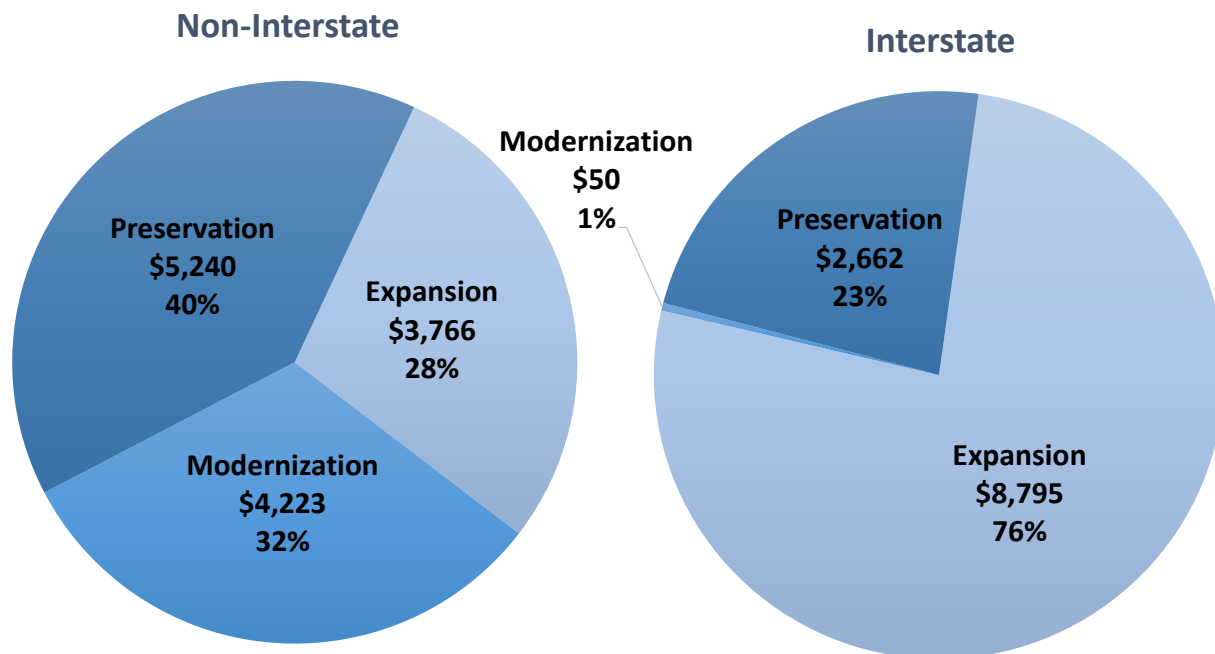 Non-Interstate
Preservation
$5,240
40%
Expansion
$3,766
28%
Modernization
$4,223
32%
Interstate
Modernization
$50
1%
Preservation
$2,662
23%
Expansion
$8,795
76%